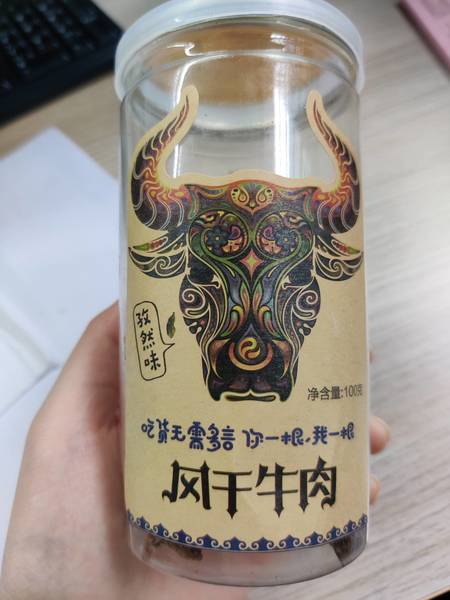 孜然味
净含量:100克
吃货无需多言 你一根,我一根
风干牛肉